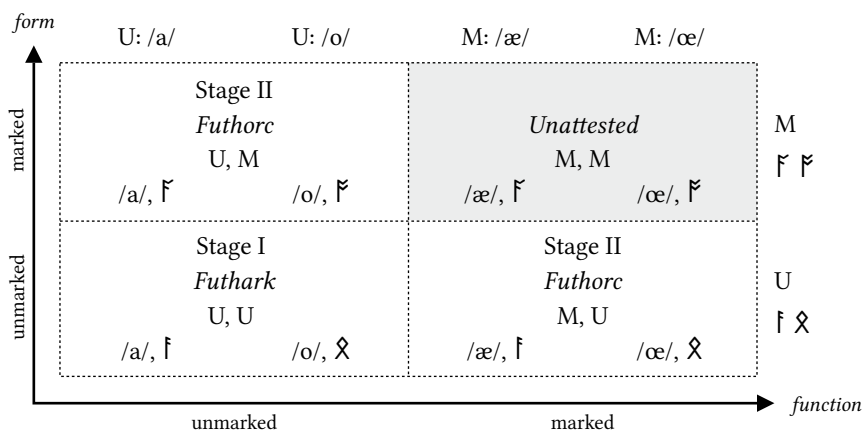 form
U: /a/ U: /o/ M: /æ/ M: /œ/
marked
Stage II
Futhorc
U, M
/a/, ᚪ /o/, ᚩ
Unattested
M, M
/æ/, ᚪ /œ/, ᚩ
M
ᚪ ᚩ
unmarked
Stage I
Futhark
U, U
/a/, ᚨ /o/, ᛟ
Stage II
Futhorc
M, U
/æ/, ᚨ /œ/, ᛟ
U
ᚨ ᛟ
unmarked marked
function